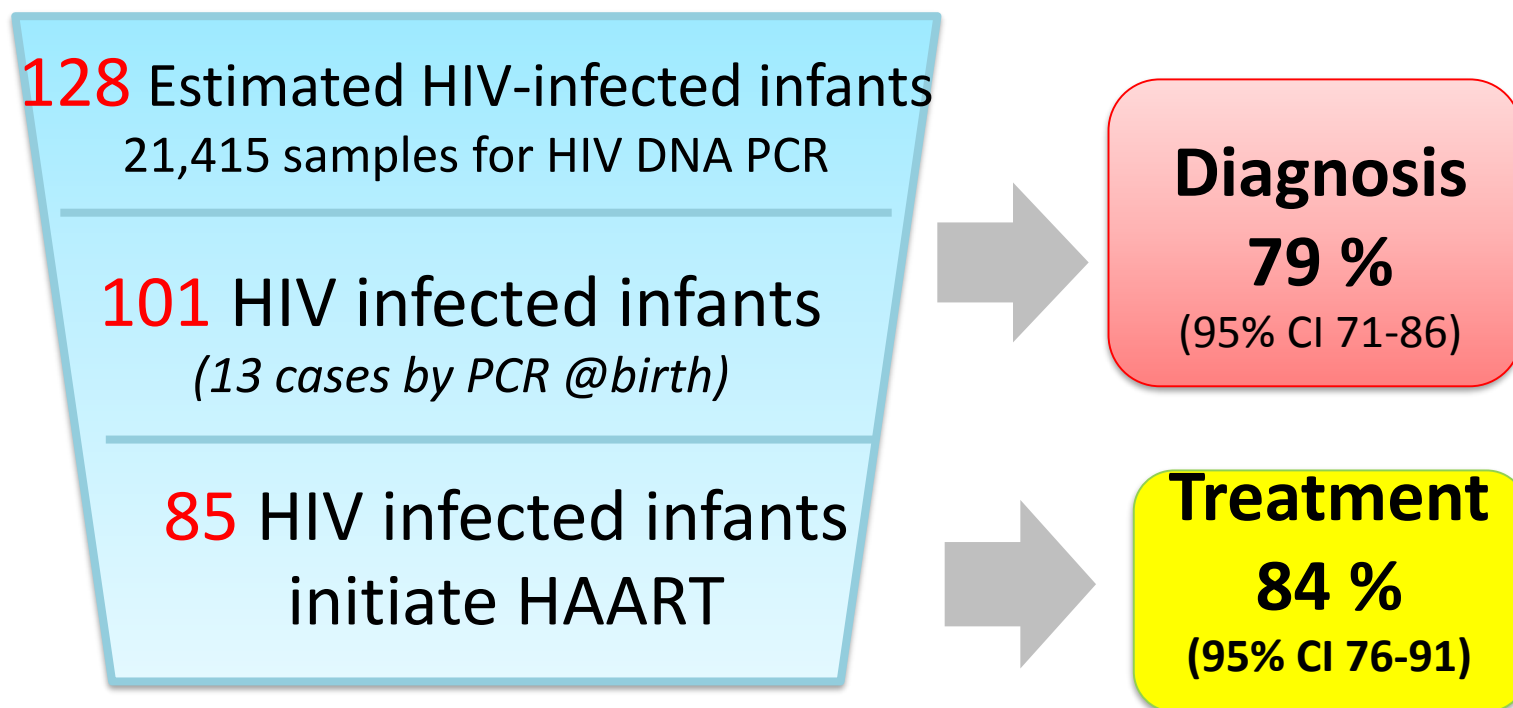 128 Estimated HIV-infected infants
21,415 samples for HIV DNA PCR
101 HIV infected infants
(13 cases by PCR @birth)
85 HIV infected infants
initiate HAART
Diagnosis
79 %
(95% CI 71-86)
Treatment
84 %
(95% CI 76-91)